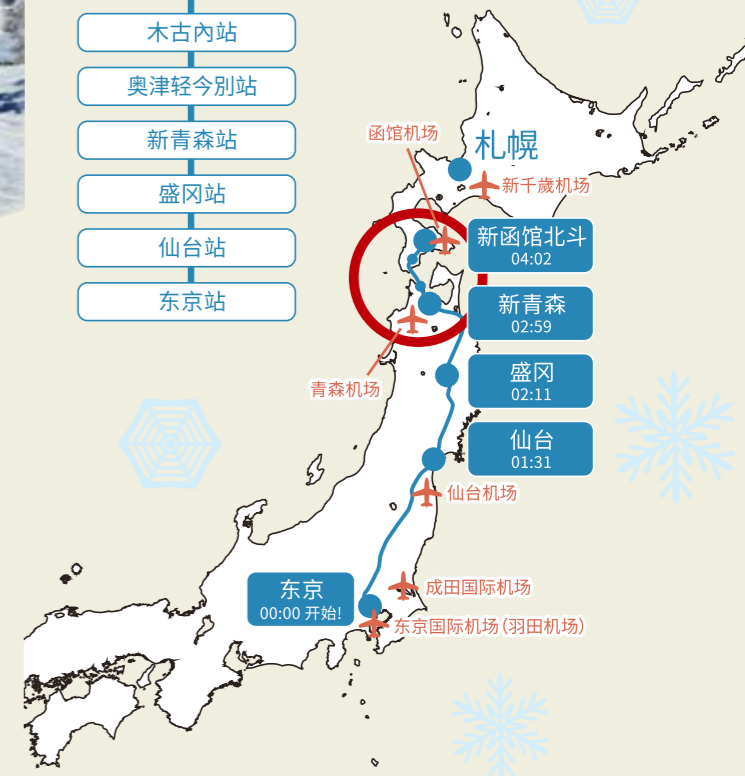 木古內站
奥津轻今別站
新青森站
盛冈站
仙台站
东京站
函馆机场
札幌
新千歲机场
新函馆北斗
04:02
新青森
02:59
青森机场
盛冈
02:11
仙台
01:31
仙台机场
东京
00:00 开始!
成田国际机场
东京国际机场(羽田机场)